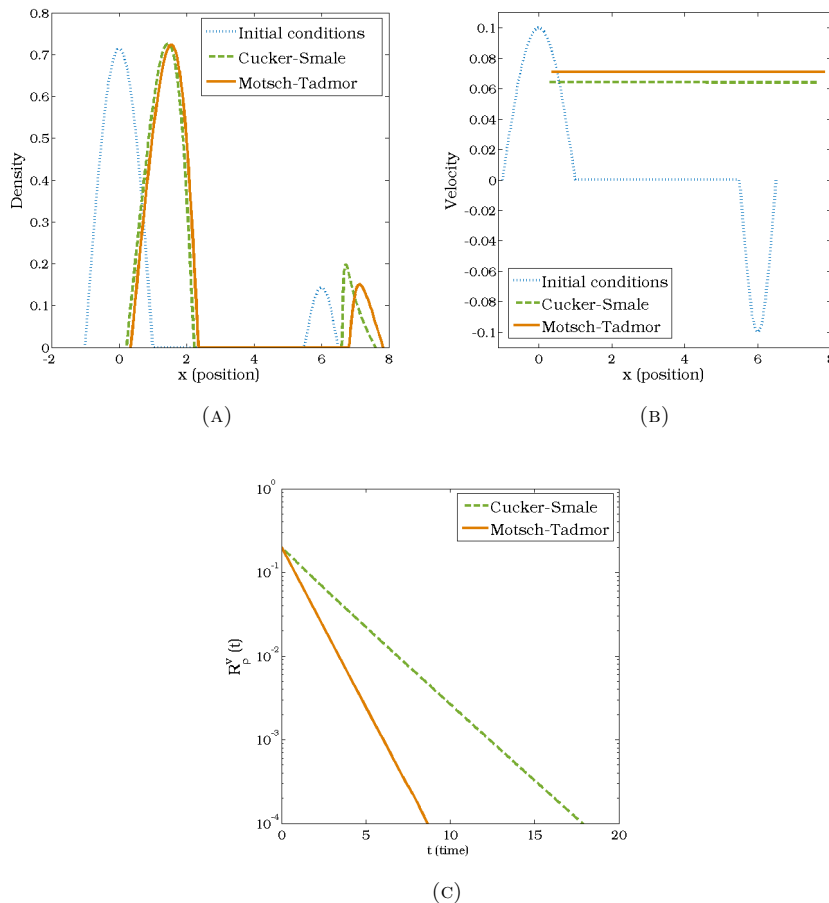 0.8
0.7
0.6
0.5
0.4
0.3
0.2
0.1
0
Density
-2
0
2
4
6
8
x (position)
Initial conditions
Cucker-Smale
Motsch-Tadmor
(A)
0.1
0.08
0.06
0.04
0.02
0
-0.02
-0.04
-0.06
-0.08
-0.1
Velocity
0
2
4
6
8
x (position)
Initial conditions
Cucker-Smale
Motsch-Tadmor
(B)
10^0
10^-1
10^-2
10^-3
10^-4
R_ρ^v (t)
0
5
10
15
20
t (time)
Cucker-Smale
Motsch-Tadmor
(C)